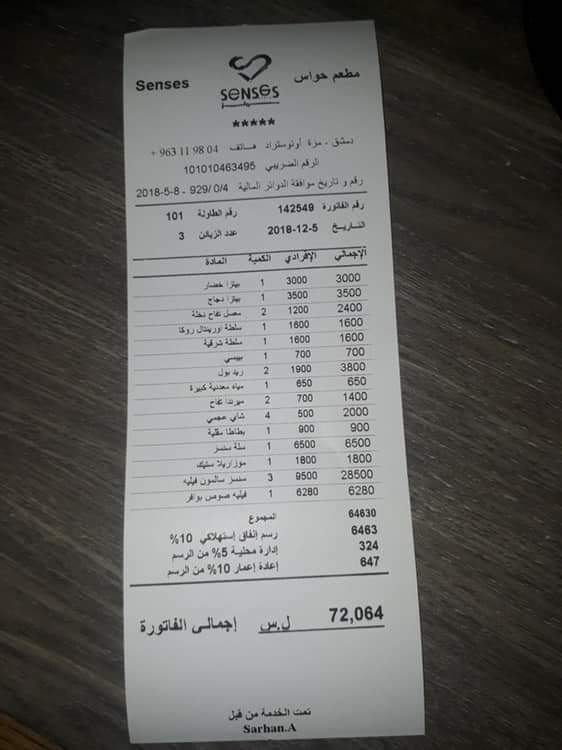 Senses
مطعم حواس
SENSES
*****
دمشق - مزة أوتوستراد هاتف 04 98 11 963 +
الرقم الضريبي 101010463495
رقم و تاريخ موافقة الدوائر المالية 929/0/4 - 2018-5-8
رقم الفاتورة 142549 رقم الطاولة 101
التاريخ 2018-12-5 عدد الزبائن 3
المادة الكمية الإفرادي الإجمالي
بيتزا خضار 1 3000 3000
بيتزا دجاج 1 3500 3500
معسل تفاح نخلة 2 1200 2400
سلطة اورينتال روكا 1 1600 1600
سلطة شرقية 1 1600 1600
بيبسي 1 700 700
ريد بول 2 1900 3800
مياه معدنية كبيرة 1 650 650
ميرندا تفاح 2 700 1400
شاي عجمي 4 500 2000
بطاطا مقلية 1 900 900
سلة سنسز 1 6500 6500
موزاريلا ستيك 1 1800 1800
سنسز سالمون فيليه 3 9500 28500
فيليه صوص بوافر 1 6280 6280
المجموع 64630
رسم إنفاق إستهلاكي 10% 6463
إدارة محلية 5% من الرسم 324
إعادة إعمار 10% من الرسم 647
إجمالي الفاتورة ل.س 72,064
تمت الخدمة من قبل
Sarhan.A